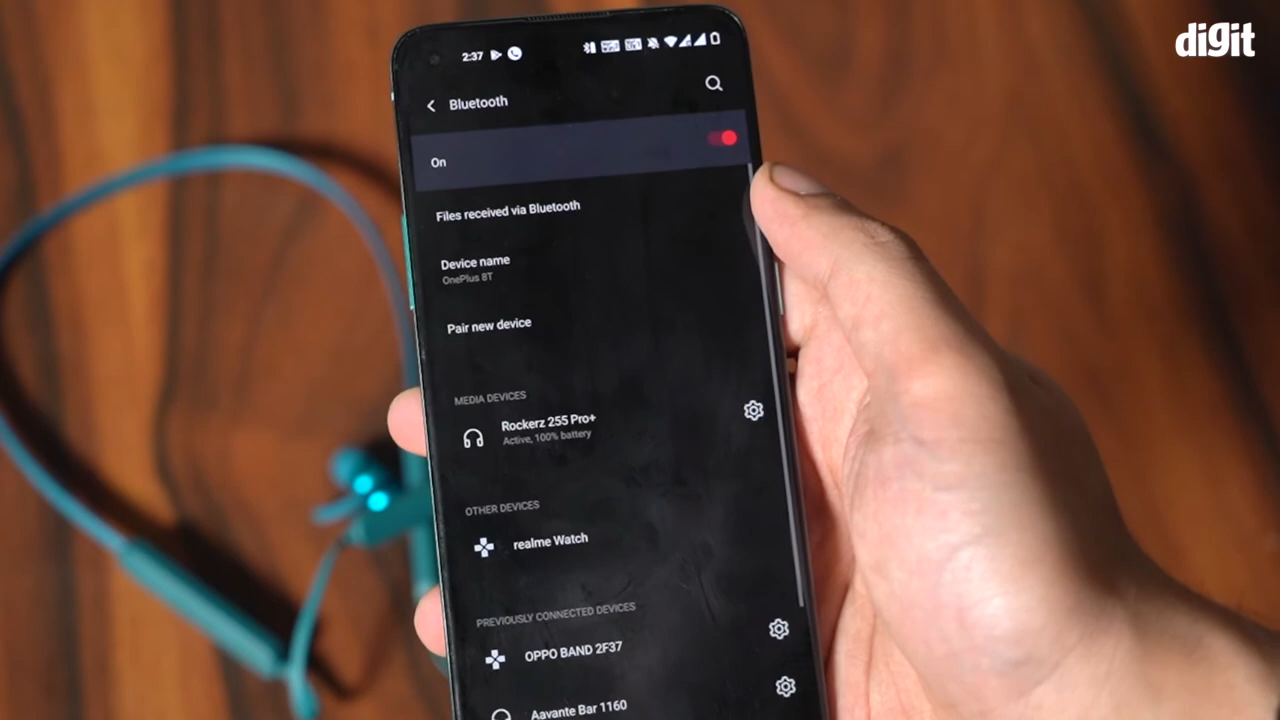 digit
2:37
Bluetooth
On
Files received via Bluetooth
Device name
OnePlus 8T
Pair new device
MEDIA DEVICES
Rockerz 255 Pro+
Active, 100% battery
OTHER DEVICES
realme Watch
PREVIOUSLY CONNECTED DEVICES
OPPO BAND 2F37
Aavante Bar 1160